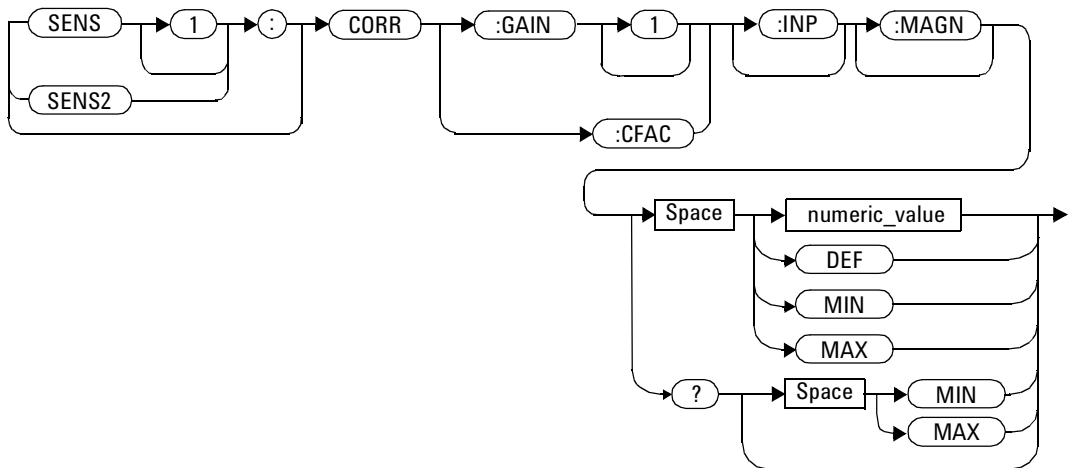 SENS 1 : CORR :GAIN 1 :INP :MAGN
SENS2
:CFAC
Space numeric_value
DEF
MIN
MAX
? Space MIN
MAX